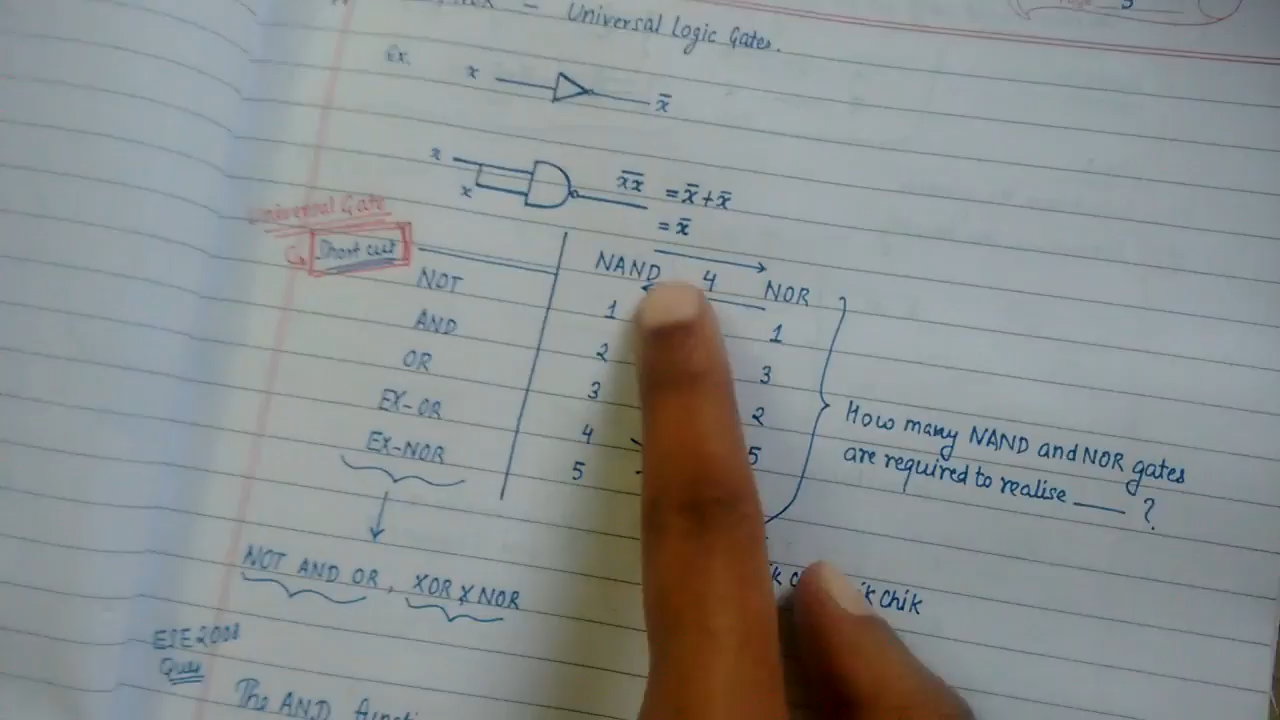 - Universal Logic Gates.
Ex.
x
x̄
x
x
x̄x̄ = x̄+x̄
= x̄
Universal Gate
Short cut
NAND 4 NOR
NOT 1 1
AND 2 3
OR 3 2
EX-OR 4 5
EX-NOR 5
How many NAND and NOR gates
are required to realise ____ ?
NOT AND OR, XOR XNOR
chik
ESE 2008
Ques
The AND